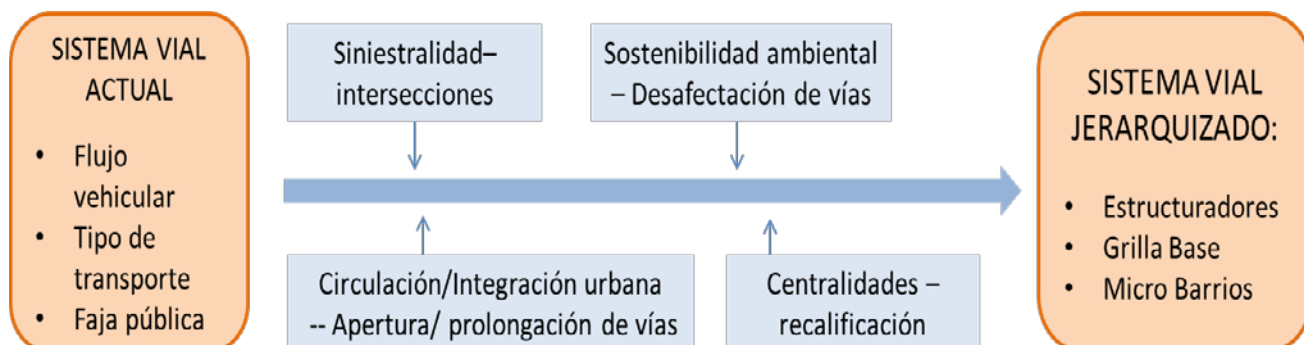 SISTEMA VIAL
ACTUAL
• Flujo
vehicular
• Tipo de
transporte
• Faja pública
Siniestralidad–
intersecciones
Sostenibilidad ambiental
– Desafectación de vías
Circulación/Integración urbana
-- Apertura/ prolongación de vías
Centralidades –
recalificación
SISTEMA VIAL
JERARQUIZADO:
• Estructuradores
• Grilla Base
• Micro Barrios